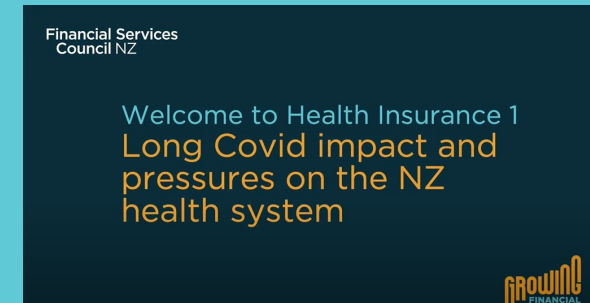 Financial Services
Council NZ
Welcome to Health Insurance 1
Long Covid impact and
pressures on the NZ
health system
GROWING
FINANCIAL